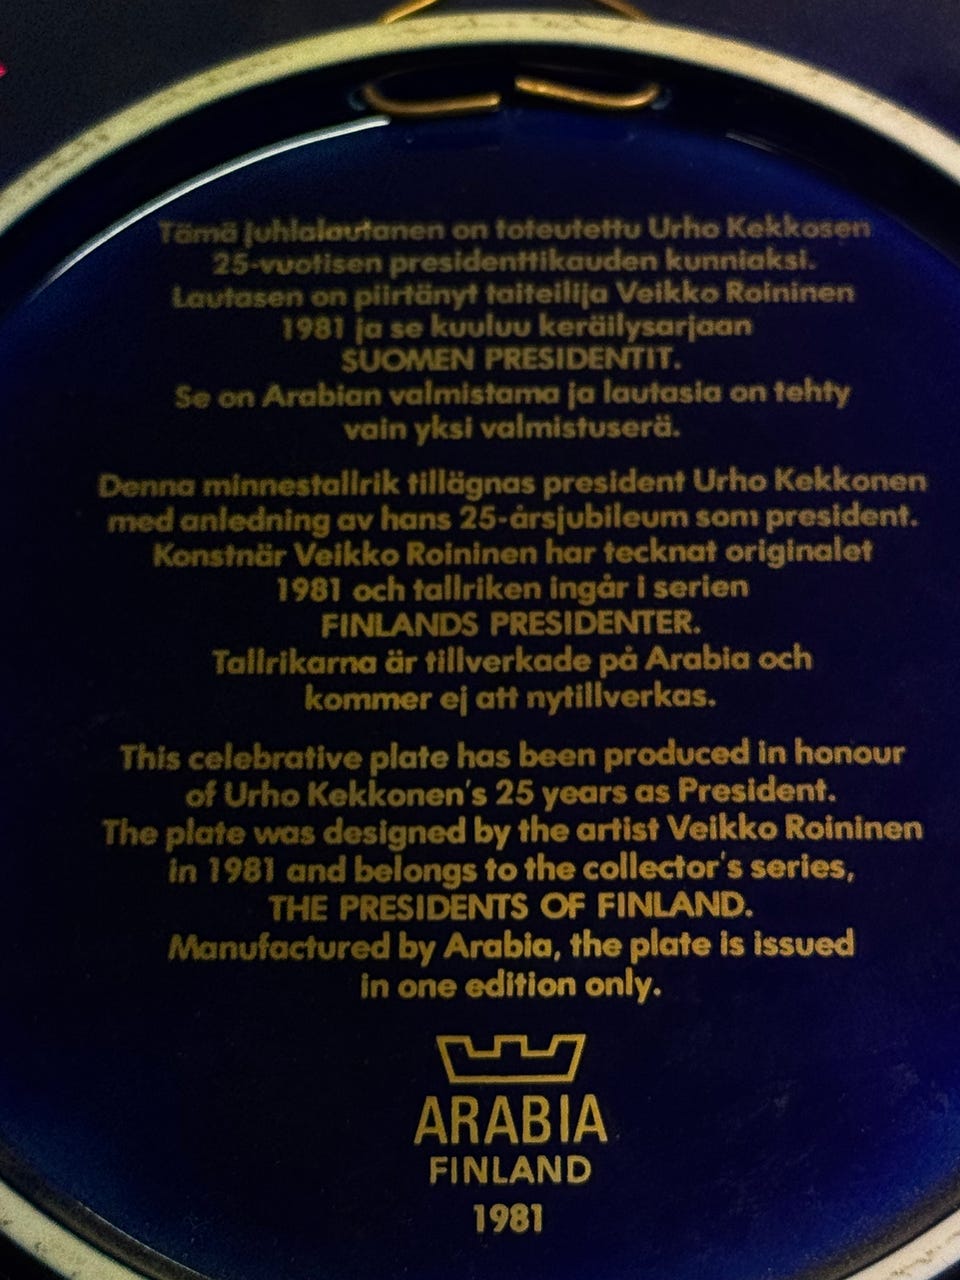 Tämä juhlalautanen on toteutettu Urho Kekkosen
25-vuotisen presidenttikauden kunniaksi.
Lautasen on piirtänyt taiteilija Veikko Roininen
1981 ja se kuuluu keräilysarjaan
SUOMEN PRESIDENTIT.
Se on Arabian valmistama ja lautasia on tehty
vain yksi valmistuserä.
Denna minnestallrik tillägnas president Urho Kekkonen
med anledning av hans 25-årsjubileum som president.
Konstnär Veikko Roininen har tecknat originalet
1981 och tallriken ingår i serien
FINLANDS PRESIDENTER.
Tallrikarna är tillverkade på Arabia och
kommer ej att nytillverkas.
This celebrative plate has been produced in honour
of Urho Kekkonen's 25 years as President.
The plate was designed by the artist Veikko Roininen
in 1981 and belongs to the collector's series,
THE PRESIDENTS OF FINLAND.
Manufactured by Arabia, the plate is issued
in one edition only.
ARABIA
FINLAND
1981